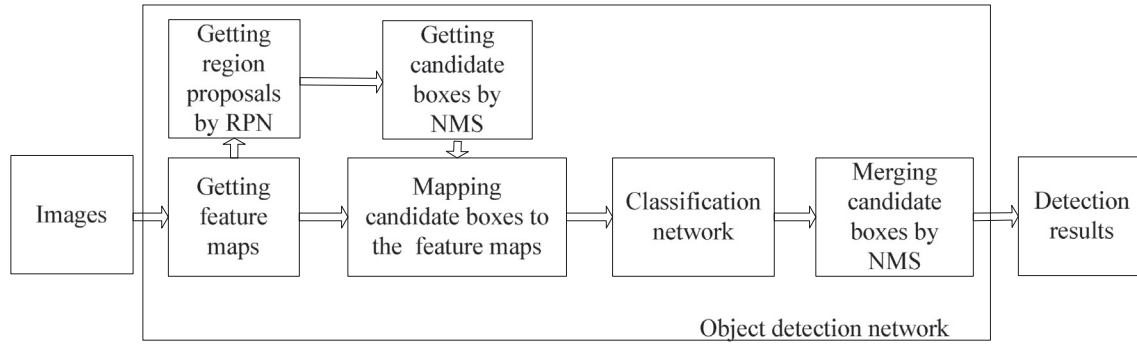 Getting
region
proposals
by RPN
Getting
candidate
boxes by
NMS
Images
Getting
feature
maps
Mapping
candidate boxes to
the feature maps
Classification
network
Merging
candidate
boxes by
NMS
Detection
results
Object detection network